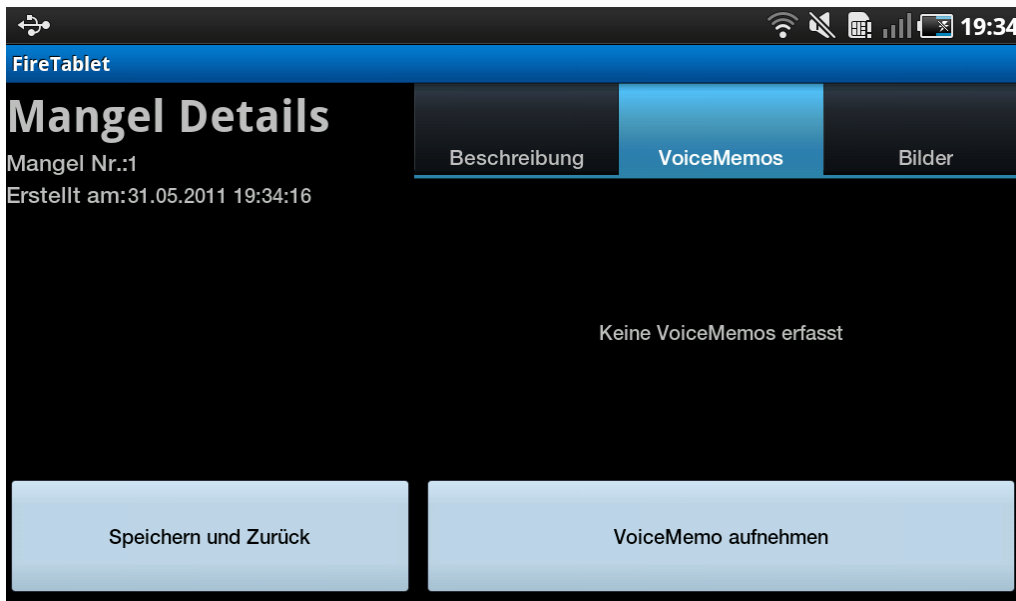 19:34
FireTablet
Mangel Details
Mangel Nr.:1
Erstellt am:31.05.2011 19:34:16
Beschreibung
VoiceMemos
Bilder
Keine VoiceMemos erfasst
Speichern und Zurück
VoiceMemo aufnehmen